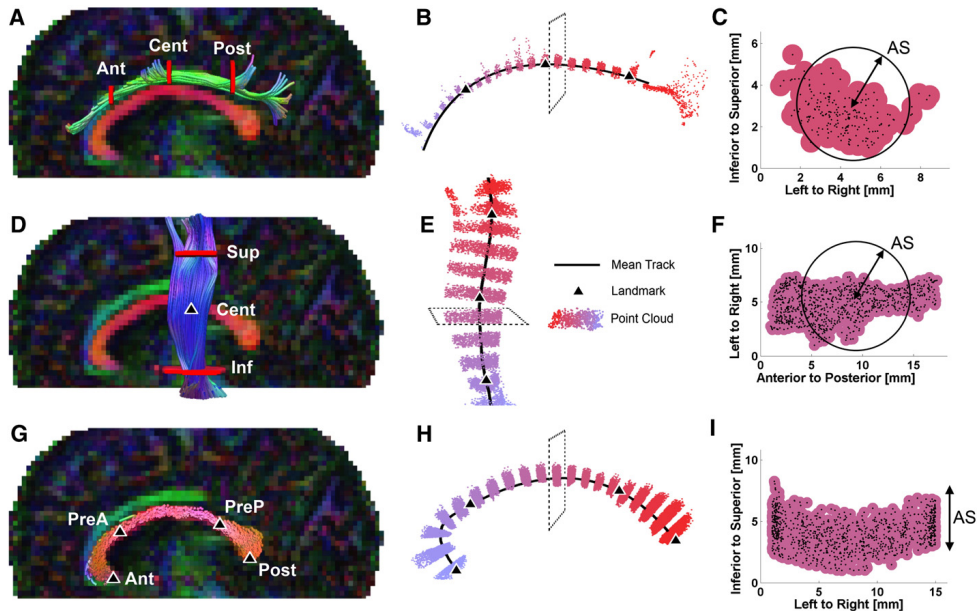 A
Ant
Cent
Post
B
C
AS
Inferior to Superior [mm]
6
4
2
0
0 2 4 6 8
Left to Right [mm]
D
Sup
Cent
Inf
E
Mean Track
Landmark
Point Cloud
F
AS
Left to Right [mm]
10
5
0
0 5 10 15
Anterior to Posterior [mm]
G
PreA
PreP
Ant
Post
H
I
AS
Inferior to Superior [mm]
10
5
0
0 5 10 15
Left to Right [mm]